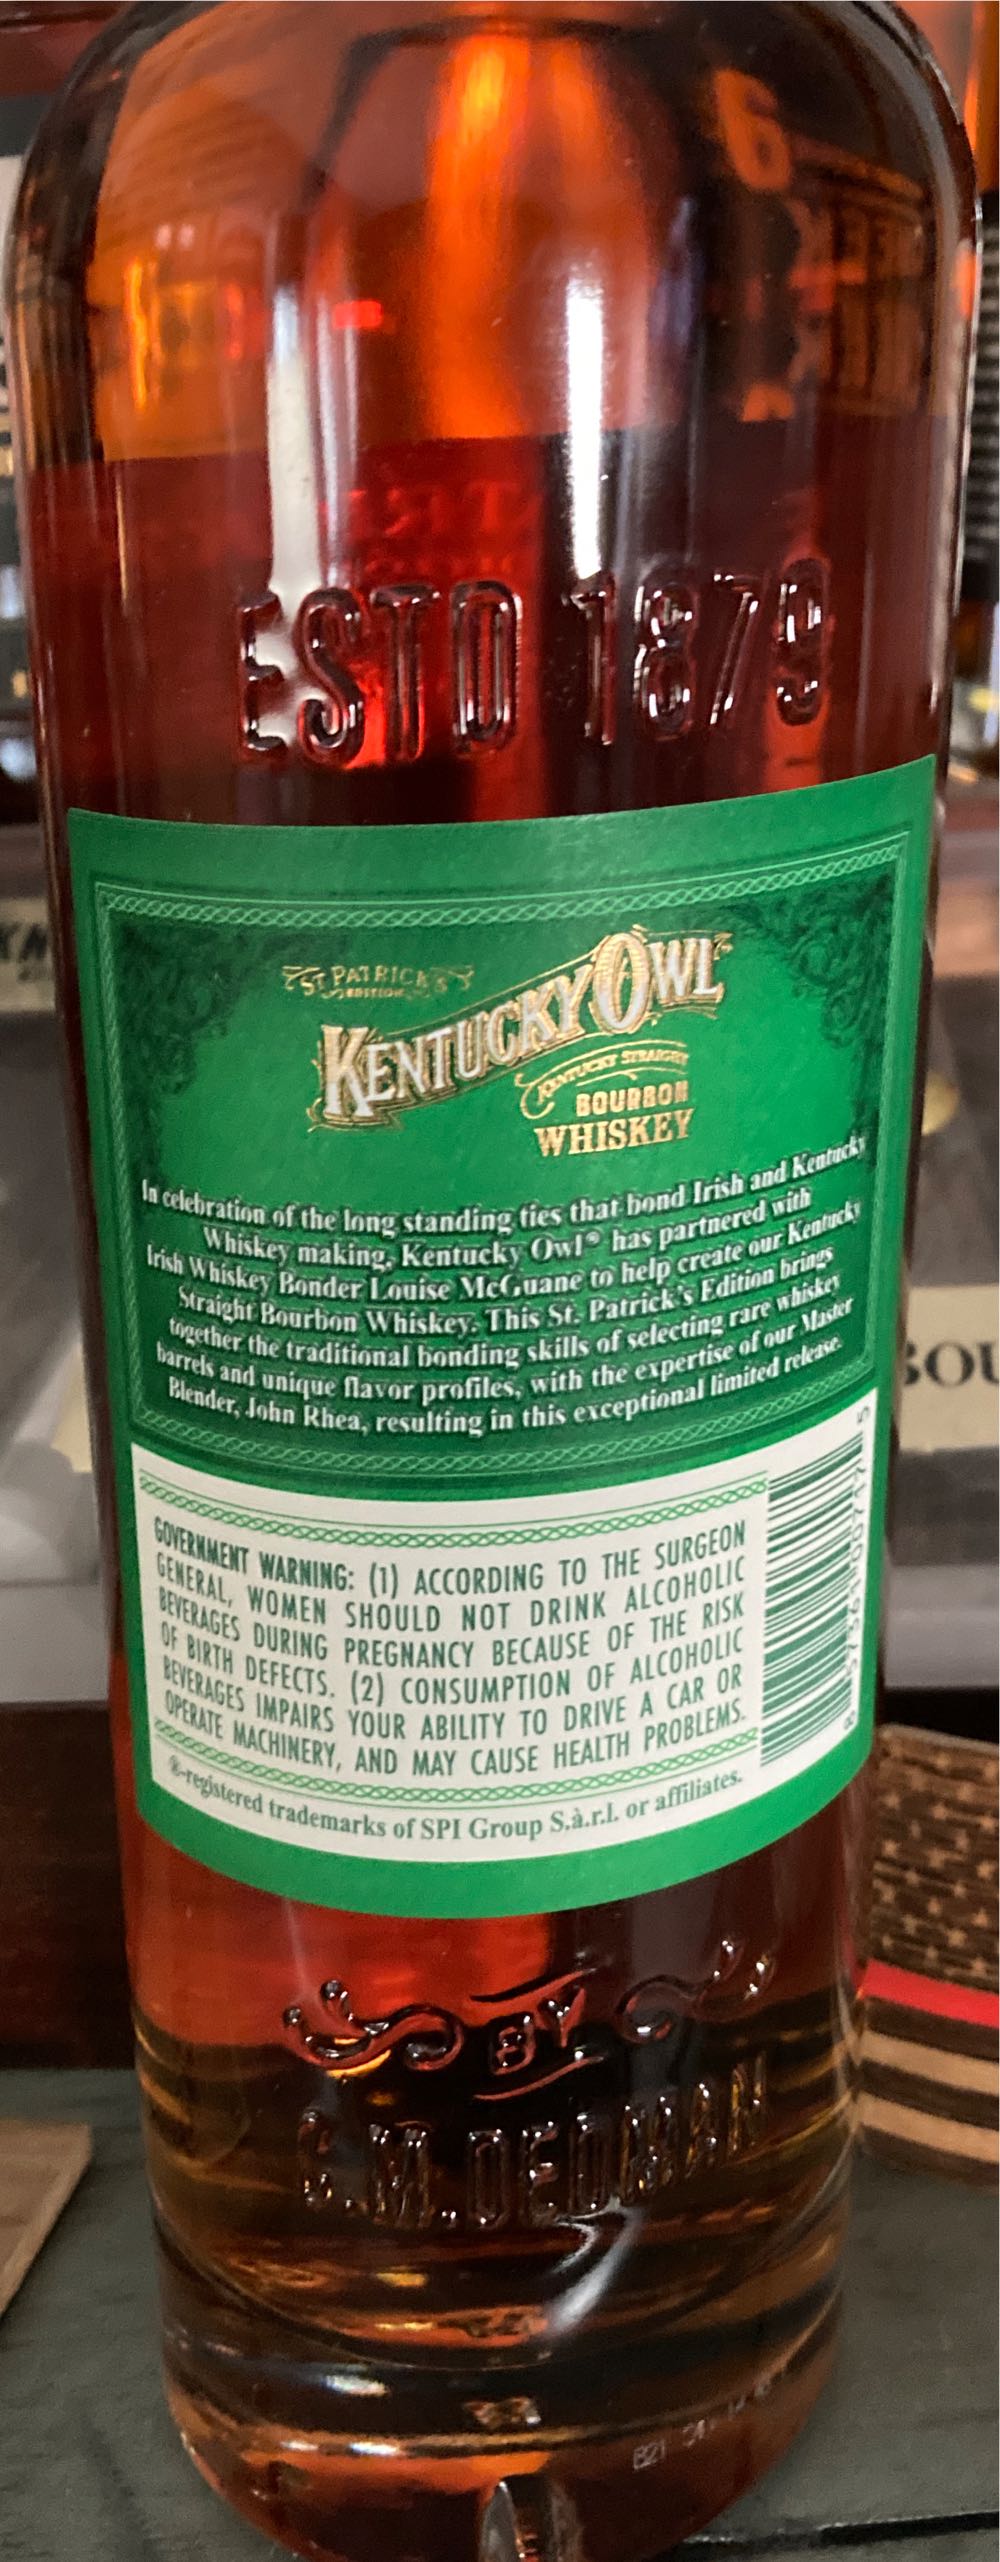 ESTD 1879
ST PATRICK'S
EDITION
KENTUCKY OWL
KENTUCKY STRAIGHT
BOURBON
WHISKEY
In celebration of the long standing ties that bond Irish and Kentucky
Whiskey making, Kentucky Owl® has partnered with
Irish Whiskey Bonder Louise McGuane to help create our Kentucky
Straight Bourbon Whiskey. This St. Patrick's Edition brings
together the traditional bonding skills of selecting rare whiskey
barrels and unique flavor profiles, with the expertise of our Master
Blender, John Rhea, resulting in this exceptional limited release.
GOVERNMENT WARNING: (1) ACCORDING TO THE SURGEON
GENERAL, WOMEN SHOULD NOT DRINK ALCOHOLIC
BEVERAGES DURING PREGNANCY BECAUSE OF THE RISK
OF BIRTH DEFECTS. (2) CONSUMPTION OF ALCOHOLIC
BEVERAGES IMPAIRS YOUR ABILITY TO DRIVE A CAR OR
OPERATE MACHINERY, AND MAY CAUSE HEALTH PROBLEMS.
®-registered trademarks of SPI Group S.à.r.l. or affiliates.
BY
C.M. DEDMAN
B21
BOU